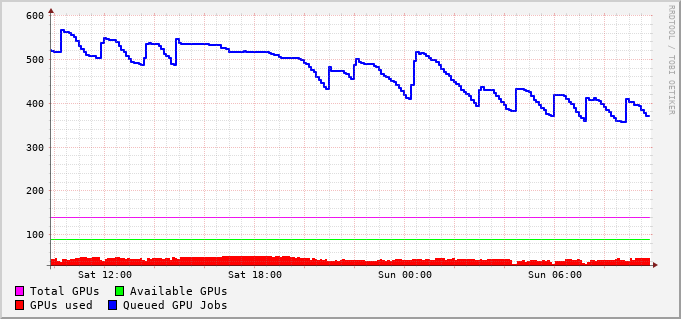 600
500
400
300
200
100
Sat 12:00 Sat 18:00 Sun 00:00 Sun 06:00
Total GPUs Available GPUs
GPUs used Queued GPU Jobs
RRDTOOL / TOBI OETIKER